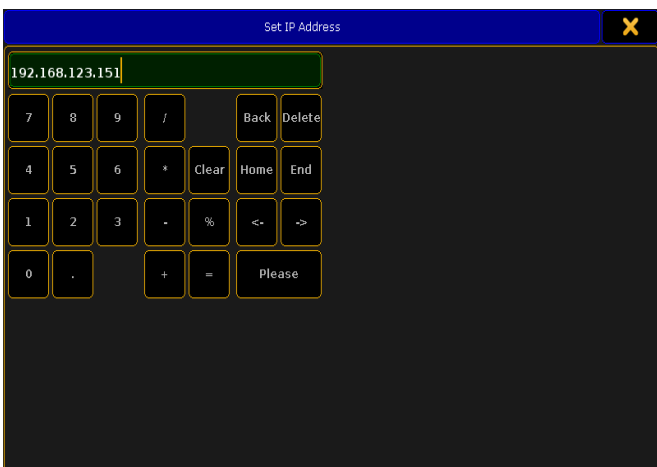 Set IP Address
192.168.123.151
7 8 9 / Back Delete
4 5 6 * Clear Home End
1 2 3 - % <- ->
0 . + = Please